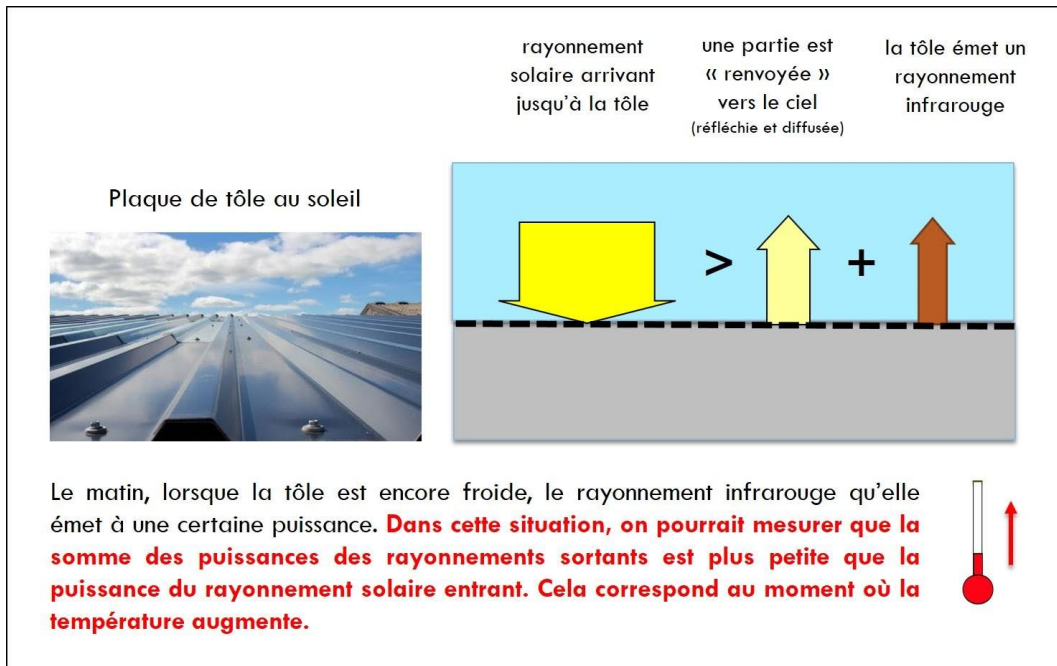 rayonnement
solaire arrivant
jusqu'à la tôle
une partie est
« renvoyée »
vers le ciel
(réfléchie et diffusée)
la tôle émet un
rayonnement
infrarouge
Plaque de tôle au soleil
>
+
Le matin, lorsque la tôle est encore froide, le rayonnement infrarouge qu'elle
émet à une certaine puissance. Dans cette situation, on pourrait mesurer que la
somme des puissances des rayonnements sortants est plus petite que la
puissance du rayonnement solaire entrant. Cela correspond au moment où la
température augmente.